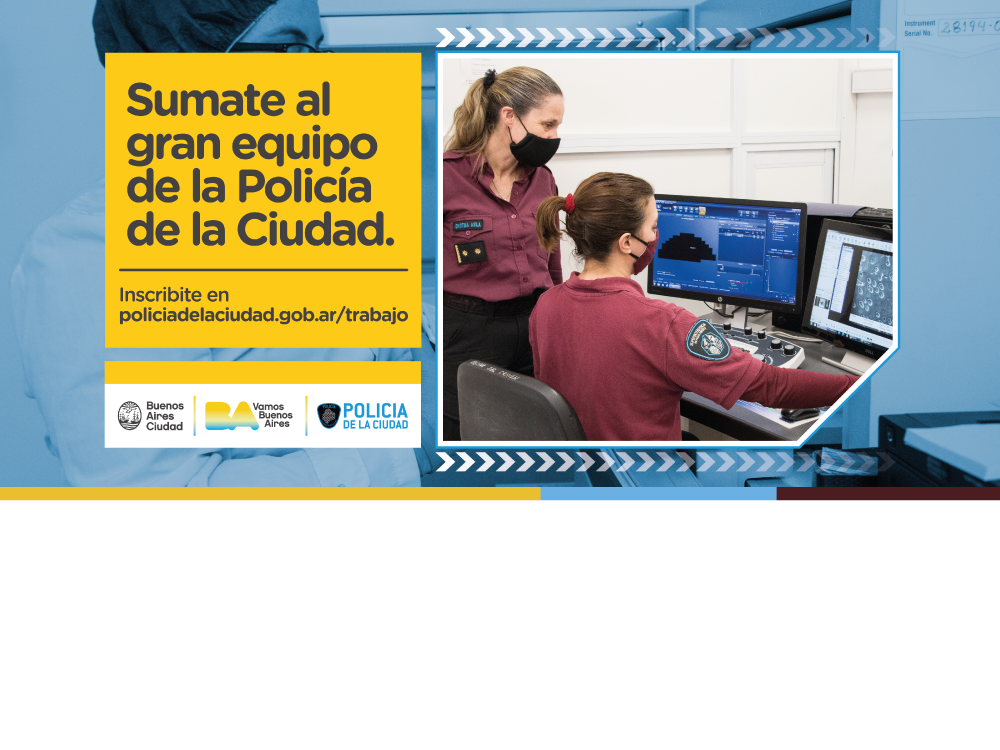 Sumate al
gran equipo
de la Policía
de la Ciudad.
Inscribite en
policiadelaciudad.gob.ar/trabajo
Buenos
Aires
Ciudad
BA
Vamos
Buenos
Aires
POLICIA
DE LA CIUDAD
Instrument
Serial No.